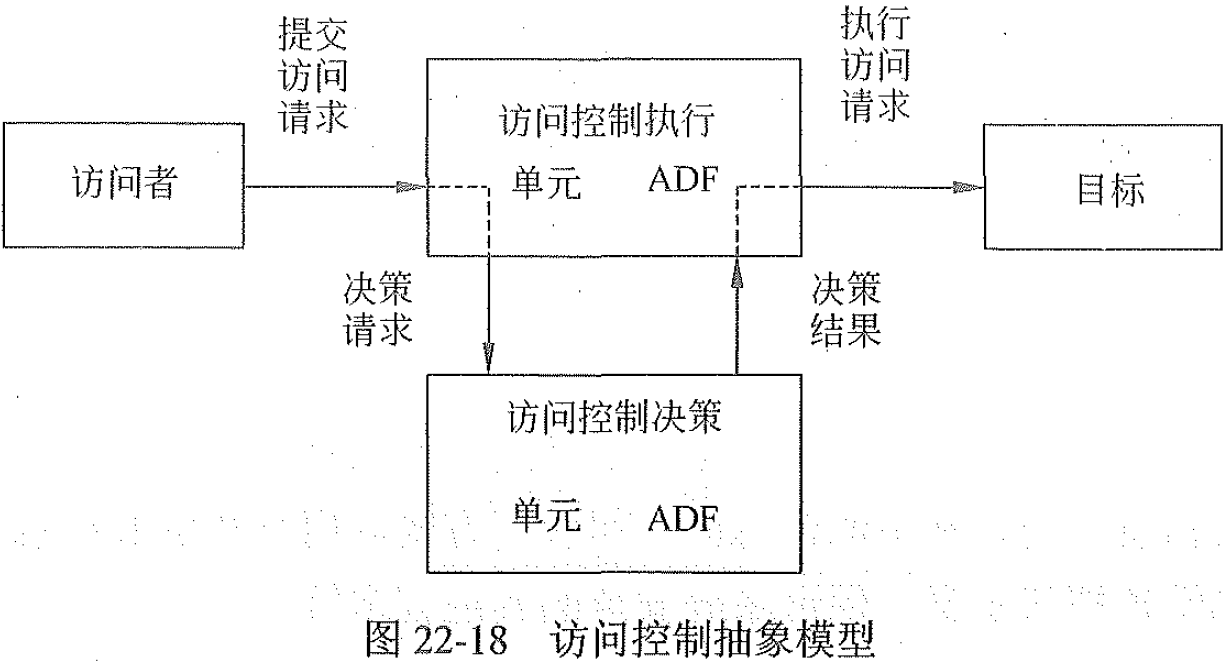 提交
访问
请求
执行
访问
请求
访问者
访问控制执行
单元 ADF
目标
决策
请求
决策
结果
访问控制决策
单元 ADF
图 22-18 访问控制抽象模型